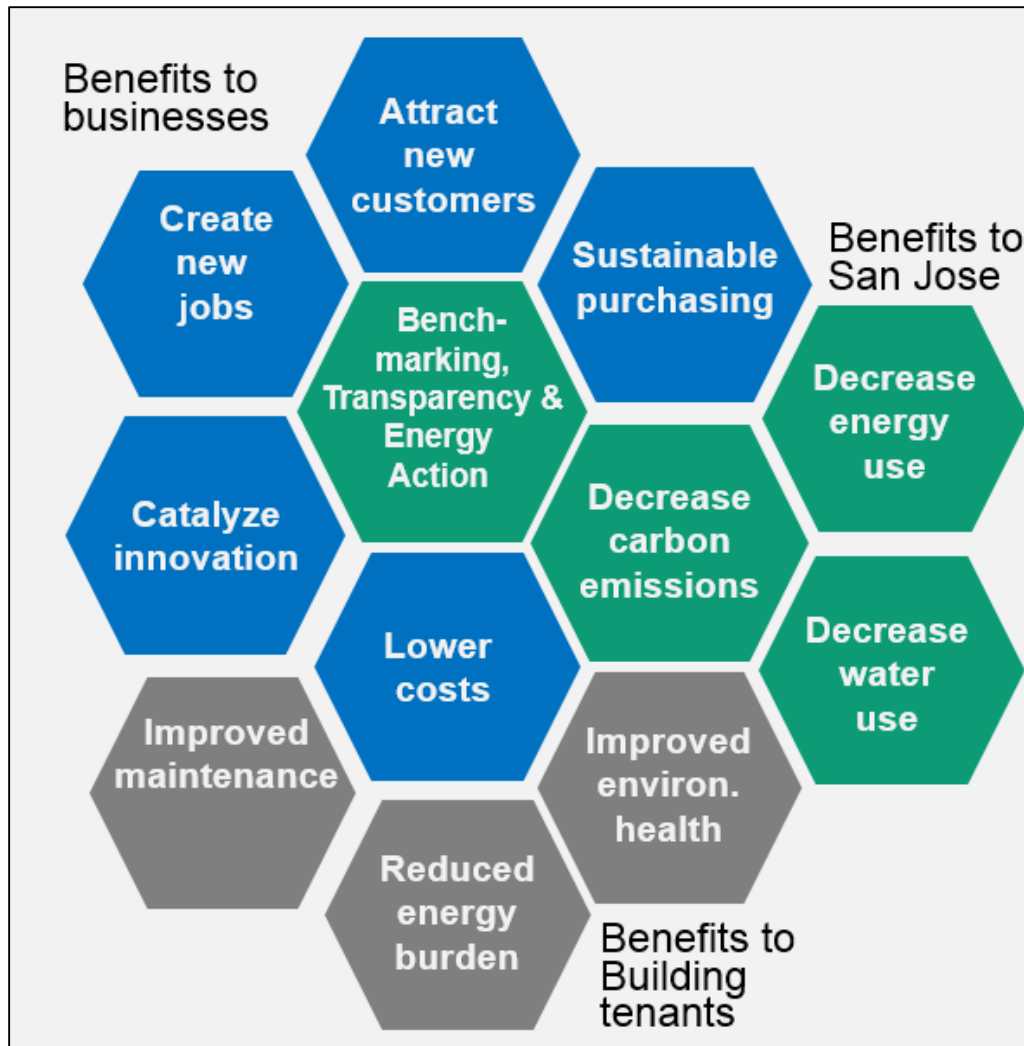 Benefits to
businesses
Attract
new
customers
Create
new
jobs
Sustainable
purchasing
Benefits to
San Jose
Bench-
marking,
Transparency &
Energy
Action
Decrease
energy
use
Catalyze
innovation
Decrease
carbon
emissions
Lower
costs
Decrease
water
use
Improved
maintenance
Improved
environ.
health
Reduced
energy
burden
Benefits to
Building
tenants